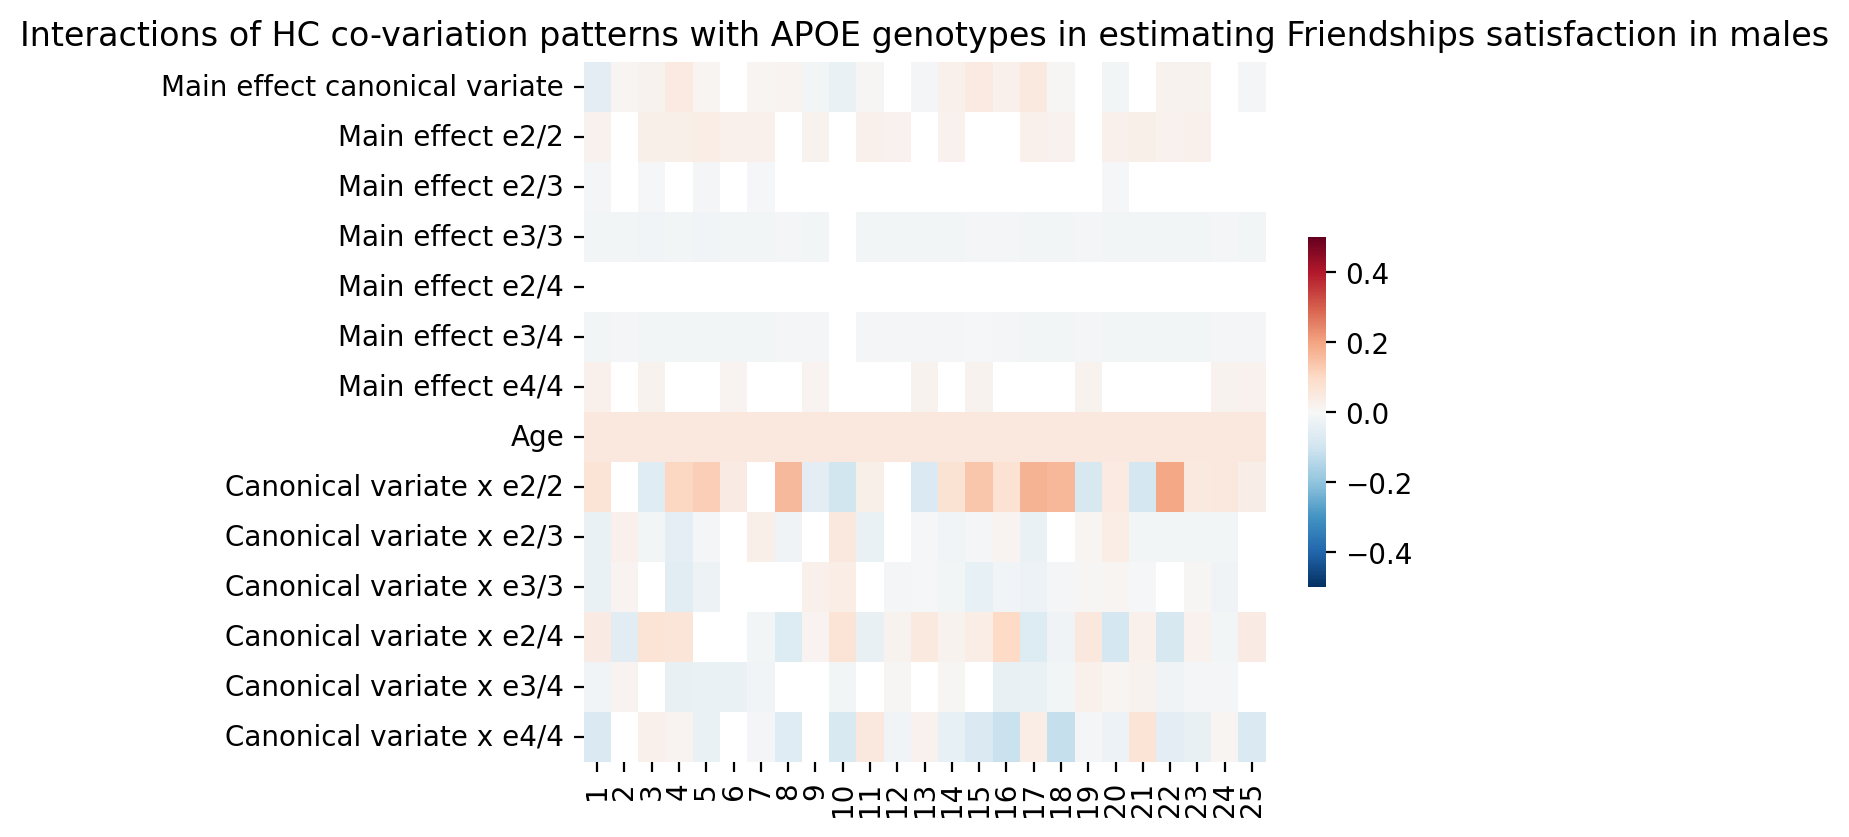 Interactions of HC co-variation patterns with APOE genotypes in estimating Friendships satisfaction in males
Main effect canonical variate
Main effect e2/2
Main effect e2/3
Main effect e3/3
Main effect e2/4
Main effect e3/4
Main effect e4/4
Age
Canonical variate x e2/2
Canonical variate x e2/3
Canonical variate x e3/3
Canonical variate x e2/4
Canonical variate x e3/4
Canonical variate x e4/4
1 2 3 4 5 6 7 8 9 10 11 12 13 14 15 16 17 18 19 20 21 22 23 24 25
0.4
0.2
0.0
−0.2
−0.4